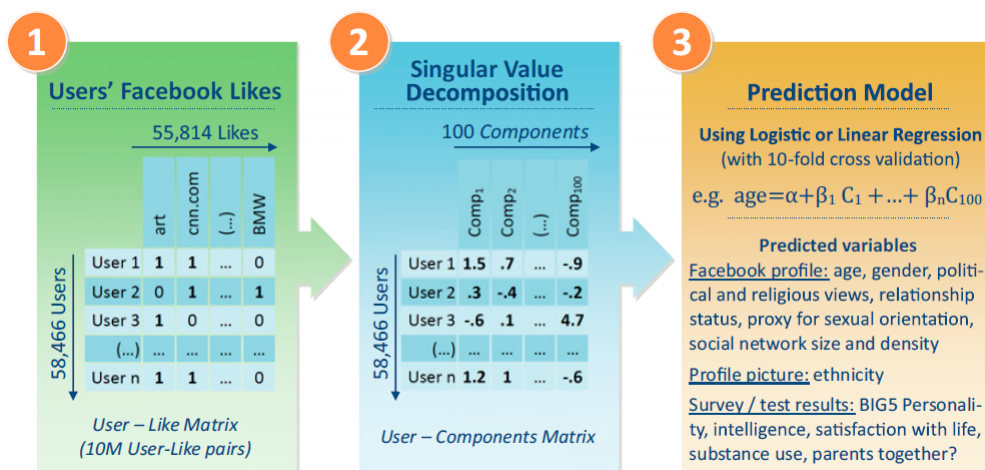 1
Users' Facebook Likes
55,814 Likes
art cnn.com (...) BMW
58,466 Users
User 1 1 1 ... 0
User 2 0 1 ... 1
User 3 1 0 ... 0
(...) ... ... ... ...
User n 1 1 ... 0
User – Like Matrix
(10M User-Like pairs)
2
Singular Value
Decomposition
100 Components
Comp₁ Comp₂ (...) Comp₁₀₀
58,466 Users
User 1 1.5 .7 ... -.9
User 2 .3 -.4 ... -.2
User 3 -.6 .1 ... 4.7
(...) ... ... ... ...
User n 1.2 1 ... -.6
User – Components Matrix
3
Prediction Model
Using Logistic or Linear Regression
(with 10-fold cross validation)
e.g. age=α+β₁ C₁ +...+ βₙC₁₀₀
Predicted variables
Facebook profile: age, gender, politi-
cal and religious views, relationship
status, proxy for sexual orientation,
social network size and density
Profile picture: ethnicity
Survey / test results: BIG5 Personali-
ty, intelligence, satisfaction with life,
substance use, parents together?